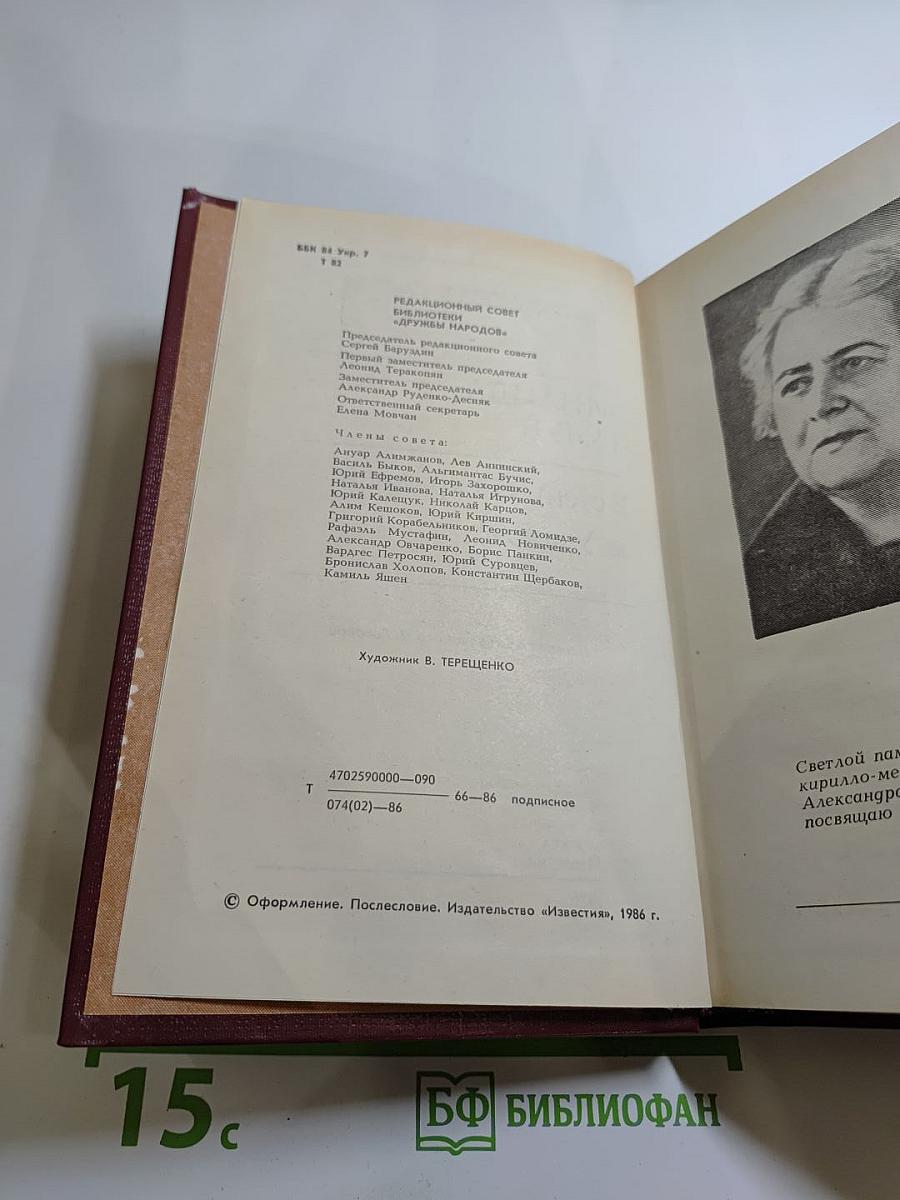 ББК 84 Укр. 7
Т 82
РЕДАКЦИОННЫЙ СОВЕТ
БИБЛИОТЕКИ
«ДРУЖБЫ НАРОДОВ»
Председатель редакционного совета
Сергей Баруздин
Первый заместитель председателя
Леонид Теракопян
Заместитель председателя
Александр Руденко-Десняк
Ответственный секретарь
Елена Мовчан
Члены совета:
Ануар Алимжанов, Лев Аннинский,
Василь Быков, Альгимантас Бучис,
Юрий Ефремов, Игорь Захорошко,
Наталья Иванова, Наталья Игрунова,
Юрий Калещук, Николай Карцов,
Алим Кешоков, Юрий Киршин,
Григорий Корабельников, Георгий Ломидзе,
Рафаэль Мустафин, Леонид Новиченко,
Александр Овчаренко, Борис Панкин,
Вардгес Петросян, Юрий Суровцев,
Бронислав Холопов, Константин Щербаков,
Камиль Яшен
Художник В. ТЕРЕЩЕНКО
Т 4702590000—090
074(02)—86
66—86 подписное
© Оформление. Послесловие. Издательство «Известия», 1986 г.
Светлой пам
кирилло-ме
Александро
посвящаю
15 с
БФ БИБЛИОФАН